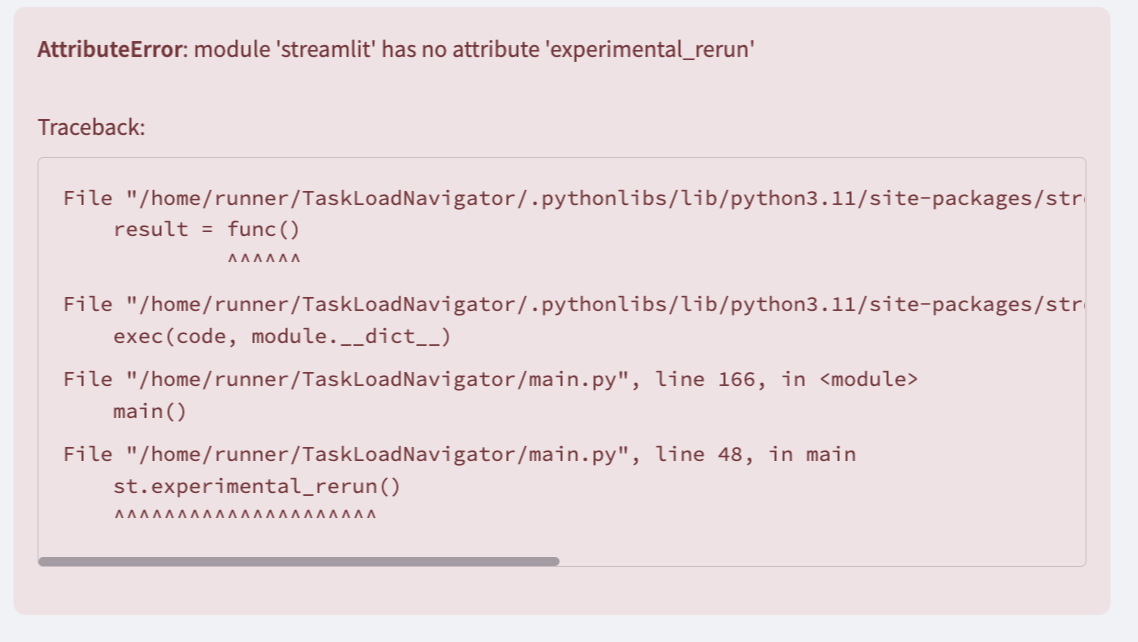 AttributeError: module 'streamlit' has no attribute 'experimental_rerun'
Traceback:
File "/home/runner/TaskLoadNavigator/.pythonlibs/lib/python3.11/site-packages/str
result = func()
^^^^^^
File "/home/runner/TaskLoadNavigator/.pythonlibs/lib/python3.11/site-packages/str
exec(code, module.__dict__)
File "/home/runner/TaskLoadNavigator/main.py", line 166, in <module>
main()
File "/home/runner/TaskLoadNavigator/main.py", line 48, in main
st.experimental_rerun()
^^^^^^^^^^^^^^^^^^^^^